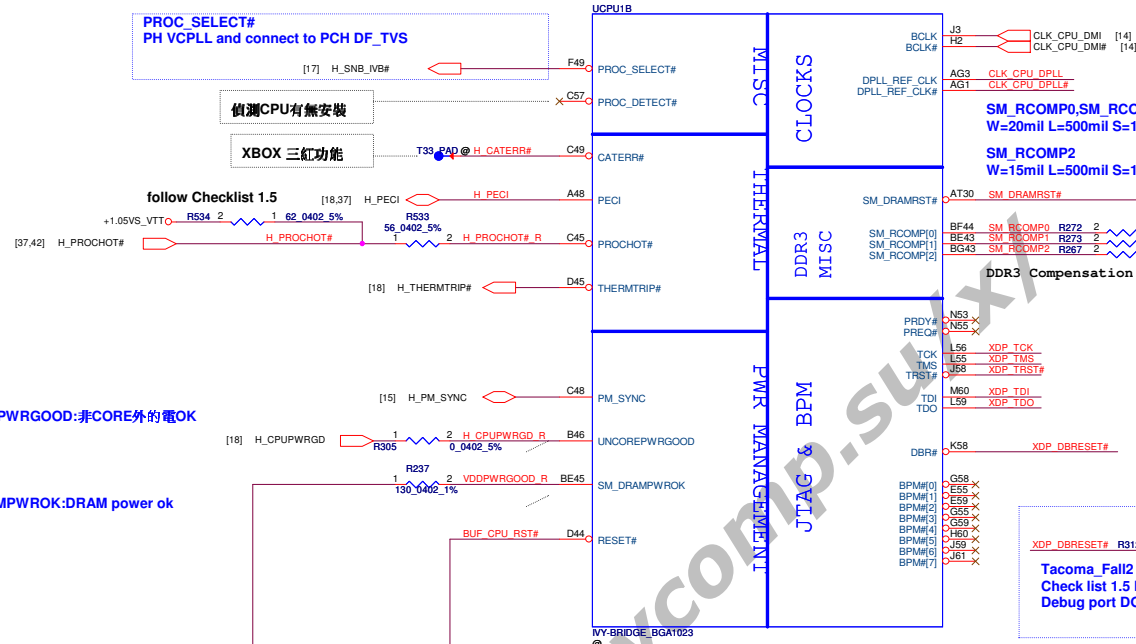 UCPU1B
PROC_SELECT#
PH VCPLL and connect to PCH DF_TVS
[17] H_SNB_IVB#
F49 PROC_SELECT#
偵測CPU有無安裝
C57 PROC_DETECT#
XBOX 三紅功能
T33 PAD @ H_CATERR#
C49 CATERR#
follow Checklist 1.5
[18,37] H_PECI
H_PECI
A48 PECI
+1.05VS_VTT
R534 2 1 62_0402_5%
R533
56_0402_5%
[37,42] H_PROCHOT#
H_PROCHOT#
1 2 H_PROCHOT#_R
C45 PROCHOT#
[18] H_THERMTRIP#
D45 THERMTRIP#
[15] H_PM_SYNC
C48 PM_SYNC
PWRGOOD:非CORE外的電OK
[18] H_CPUPWRGD
1 2 H_CPUPWRGD_R
R305 0_0402_5%
B46 UNCOREPWRGOOD
R237
1 2 VDDPWRGOOD_R
130_0402_1%
BE45 SM_DRAMPWROK
MPWROK:DRAM power ok
BUF_CPU_RST#
D44 RESET#
MISC
THERMAL
PWR MANAGEMENT
CLOCKS
DDR3
MISC
JTAG & BPM
BCLK J3 CLK_CPU_DMI [14]
BCLK# H2 CLK_CPU_DMI# [14]
DPLL_REF_CLK AG3 CLK_CPU_DPLL
DPLL_REF_CLK# AG1 CLK_CPU_DPLL#
SM_RCOMP0,SM_RCO
W=20mil L=500mil S=1
SM_RCOMP2
W=15mil L=500mil S=1
SM_DRAMRST# AT30 SM_DRAMRST#
SM_RCOMP[0] BF44 SM_RCOMP0 R272 2
SM_RCOMP[1] BE43 SM_RCOMP1 R273 2
SM_RCOMP[2] BG43 SM_RCOMP2 R267 2
DDR3 Compensation
PRDY# N53
PREQ# N55
TCK L56 XDP_TCK
TMS L55 XDP_TMS
TRST# J58 XDP_TRST#
TDI M60 XDP_TDI
TDO L59 XDP_TDO
DBR# K58 XDP_DBRESET#
BPM#[0] G58
BPM#[1] E55
BPM#[2] E59
BPM#[3] G55
BPM#[4] G59
BPM#[5] H60
BPM#[6] J59
BPM#[7] J61
XDP_DBRESET# R31
Tacoma_Fall2
Check list 1.5
Debug port DC
IVY-BRIDGE_BGA1023
@
ycomp.su/x/